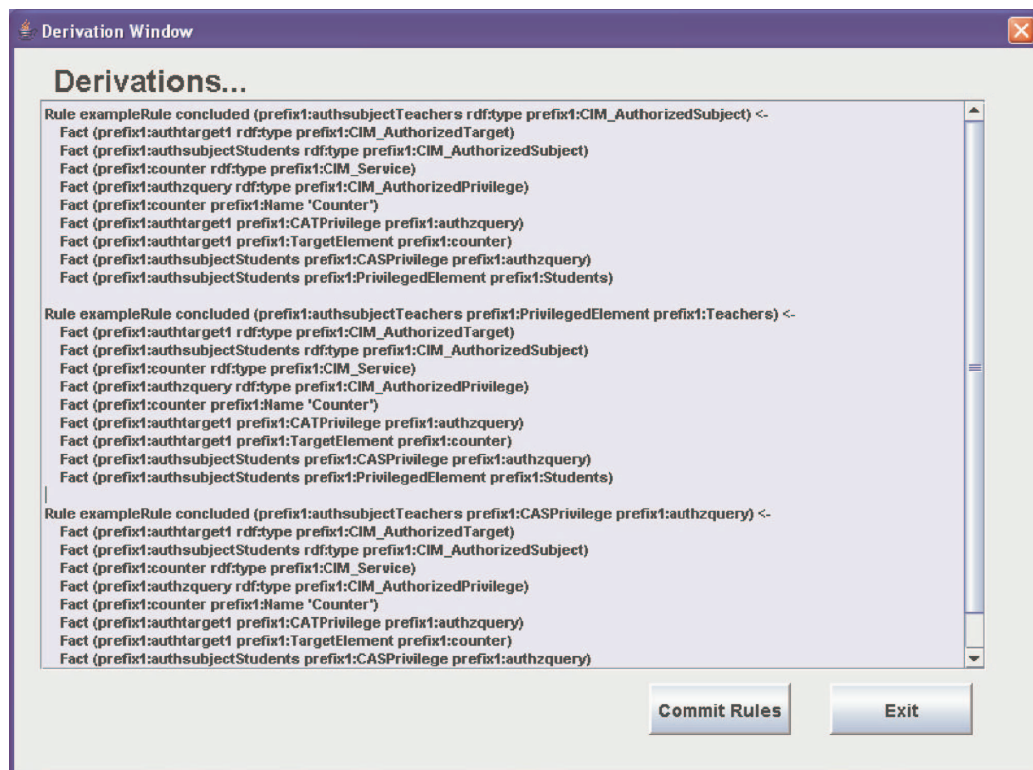 Derivation Window
Derivations...
Rule exampleRule concluded (prefix1:authsubjectTeachers rdf:type prefix1:CIM_AuthorizedSubject) <-
Fact (prefix1:authtarget1 rdf:type prefix1:CIM_AuthorizedTarget)
Fact (prefix1:authsubjectStudents rdf:type prefix1:CIM_AuthorizedSubject)
Fact (prefix1:counter rdf:type prefix1:CIM_Service)
Fact (prefix1:authzquery rdf:type prefix1:CIM_AuthorizedPrivilege)
Fact (prefix1:counter prefix1:Name 'Counter')
Fact (prefix1:authtarget1 prefix1:CATPrivilege prefix1:authzquery)
Fact (prefix1:authtarget1 prefix1:TargetElement prefix1:counter)
Fact (prefix1:authsubjectStudents prefix1:CASPrivilege prefix1:authzquery)
Fact (prefix1:authsubjectStudents prefix1:PrivilegedElement prefix1:Students)
Rule exampleRule concluded (prefix1:authsubjectTeachers prefix1:PrivilegedElement prefix1:Teachers) <-
Fact (prefix1:authtarget1 rdf:type prefix1:CIM_AuthorizedTarget)
Fact (prefix1:authsubjectStudents rdf:type prefix1:CIM_AuthorizedSubject)
Fact (prefix1:counter rdf:type prefix1:CIM_Service)
Fact (prefix1:authzquery rdf:type prefix1:CIM_AuthorizedPrivilege)
Fact (prefix1:counter prefix1:Name 'Counter')
Fact (prefix1:authtarget1 prefix1:CATPrivilege prefix1:authzquery)
Fact (prefix1:authtarget1 prefix1:TargetElement prefix1:counter)
Fact (prefix1:authsubjectStudents prefix1:CASPrivilege prefix1:authzquery)
Fact (prefix1:authsubjectStudents prefix1:PrivilegedElement prefix1:Students)
Rule exampleRule concluded (prefix1:authsubjectTeachers prefix1:CASPrivilege prefix1:authzquery) <-
Fact (prefix1:authtarget1 rdf:type prefix1:CIM_AuthorizedTarget)
Fact (prefix1:authsubjectStudents rdf:type prefix1:CIM_AuthorizedSubject)
Fact (prefix1:counter rdf:type prefix1:CIM_Service)
Fact (prefix1:authzquery rdf:type prefix1:CIM_AuthorizedPrivilege)
Fact (prefix1:counter prefix1:Name 'Counter')
Fact (prefix1:authtarget1 prefix1:CATPrivilege prefix1:authzquery)
Fact (prefix1:authtarget1 prefix1:TargetElement prefix1:counter)
Fact (prefix1:authsubjectStudents prefix1:CASPrivilege prefix1:authzquery)
Commit Rules
Exit